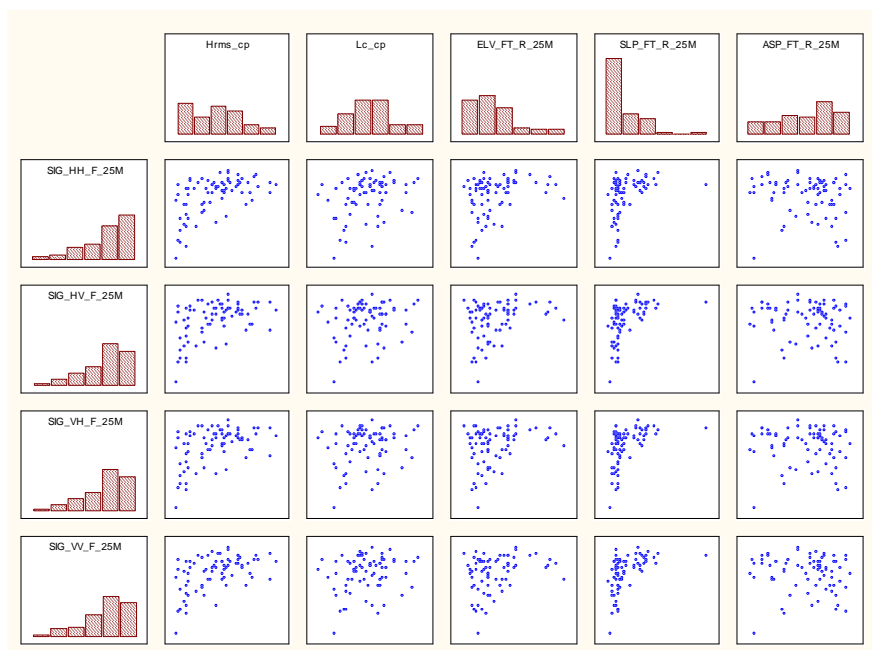 Hrms_cp
Lc_cp
ELV_FT_R_25M
SLP_FT_R_25M
ASP_FT_R_25M
SIG_HH_F_25M
SIG_HV_F_25M
SIG_VH_F_25M
SIG_VV_F_25M